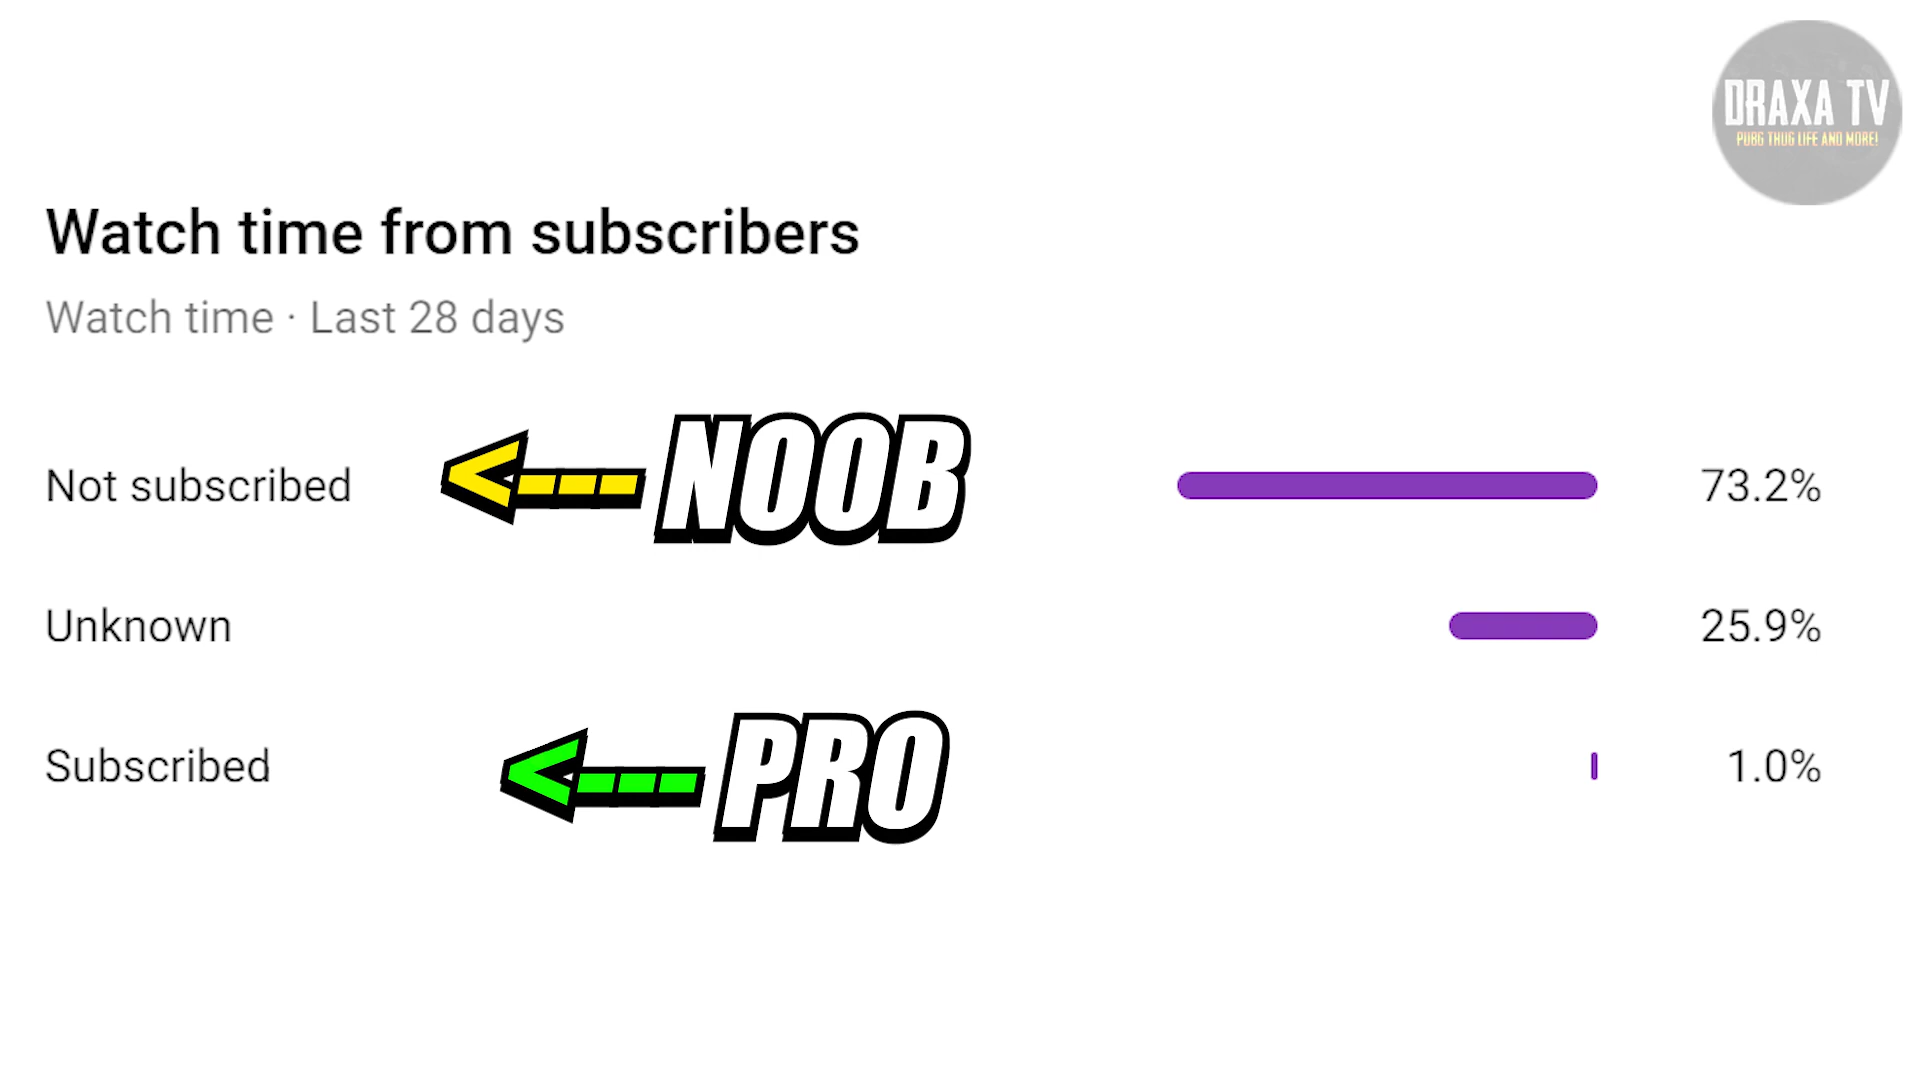 DRAXA TV
PUBG THUG LIFE AND MORE!
Watch time from subscribers
Watch time · Last 28 days
Not subscribed NOOB 73.2%
Unknown 25.9%
Subscribed PRO 1.0%